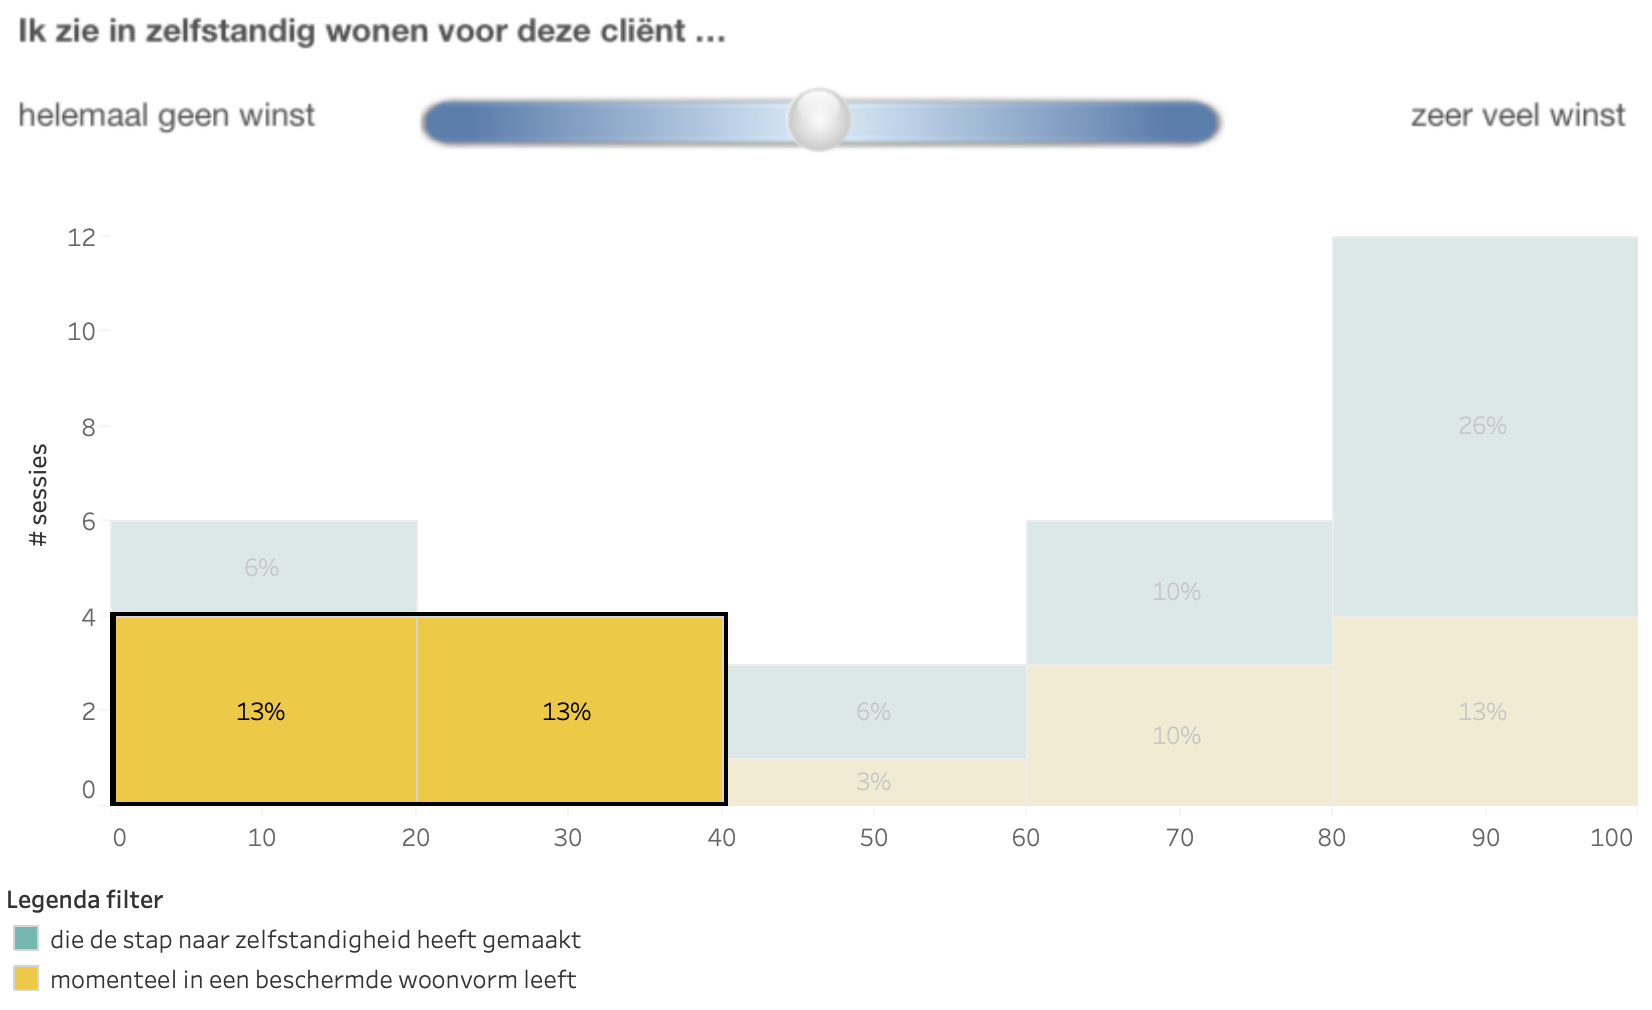 Ik zie in zelfstandig wonen voor deze cliënt ...
helemaal geen winst
zeer veel winst
12
10
8
6
4
2
0
# sessies
26%
6%
10%
13%
13%
6%
3%
10%
13%
0 10 20 30 40 50 60 70 80 90 100
Legenda filter
die de stap naar zelfstandigheid heeft gemaakt
momenteel in een beschermde woonvorm leeft